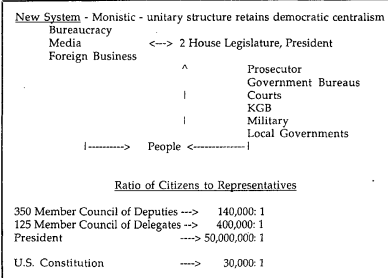 New System - Monistic - unitary structure retains democratic centralism
Bureaucracy
Media <---> 2 House Legislature, President
Foreign Business
^ Prosecutor
Government Bureaus
| Courts
KGB
| Military
Local Governments
|----------> People <--------------|
Ratio of Citizens to Representatives
350 Member Council of Deputies ---> 140,000: 1
125 Member Council of Delegates ---> 400,000: 1
President ----> 50,000,000: 1
U.S. Constitution ----> 30,000: 1